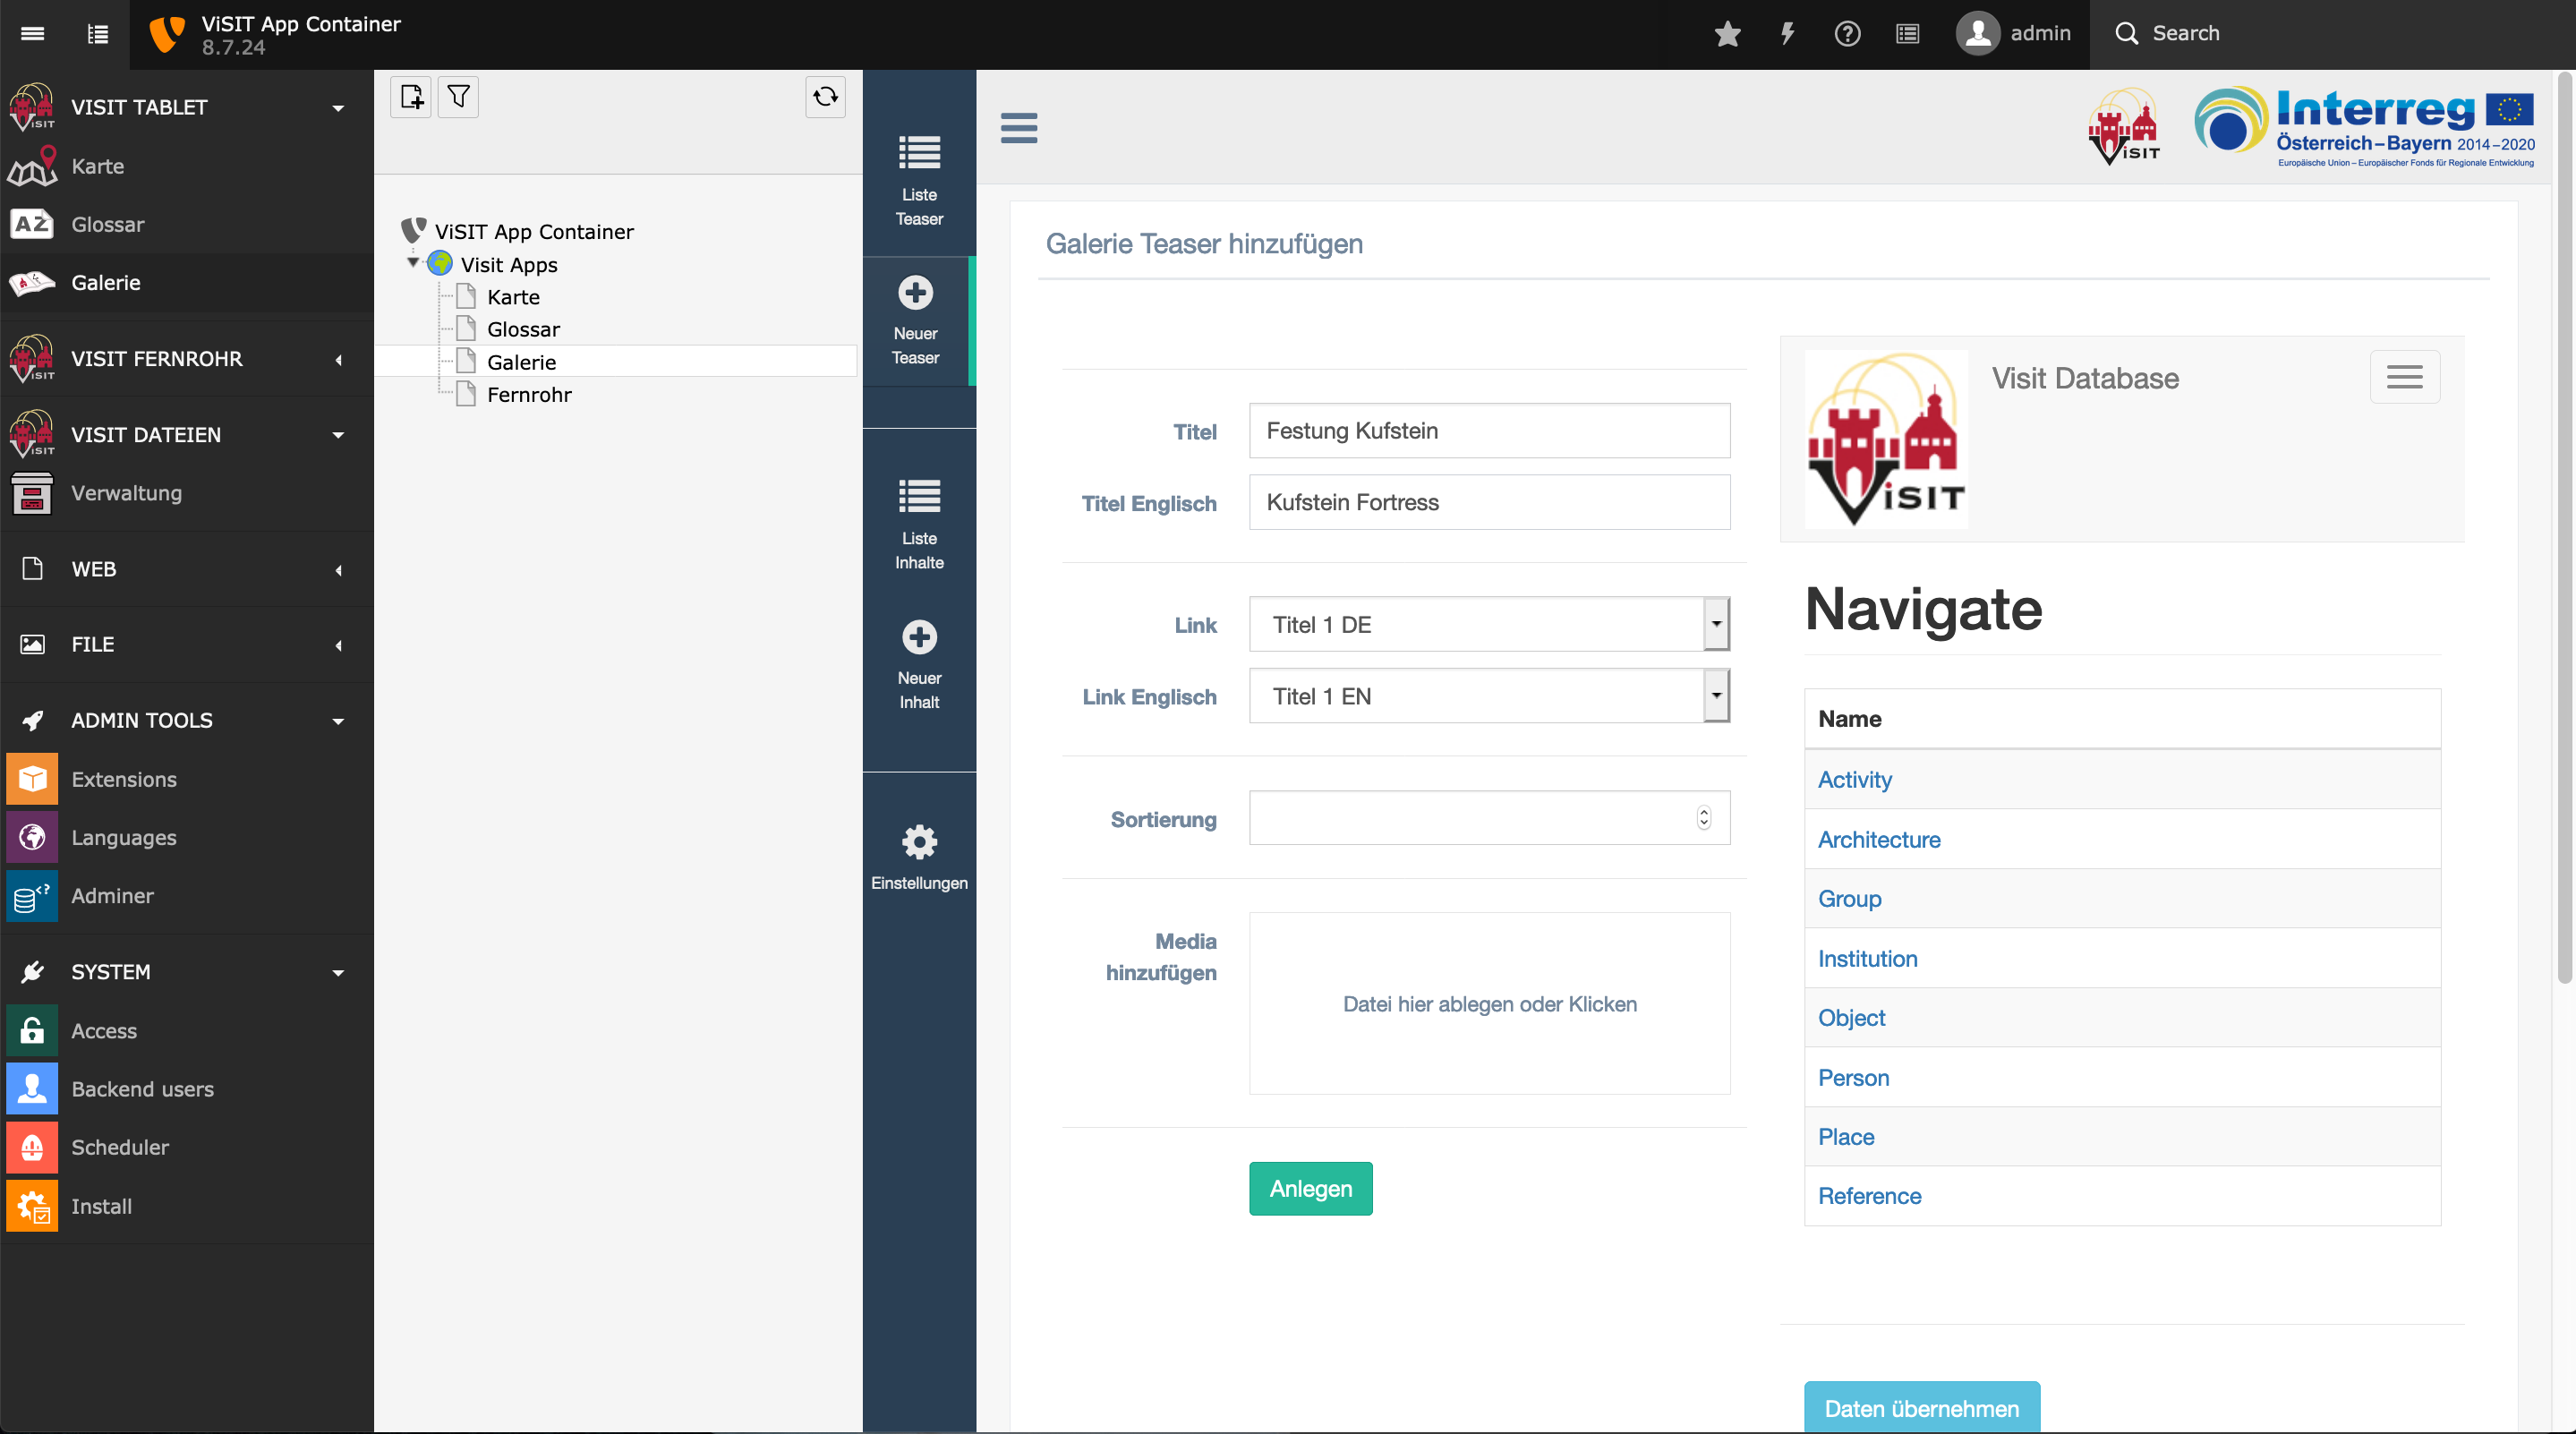 ViSIT App Container
8.7.24
admin
Search
VISIT TABLET
Karte
AZ Glossar
Galerie
VISIT FERNROHR
VISIT DATEIEN
Verwaltung
WEB
FILE
ADMIN TOOLS
Extensions
Languages
Adminer
SYSTEM
Access
Backend users
Scheduler
Install
ViSIT App Container
Visit Apps
Karte
Glossar
Galerie
Fernrohr
Liste
Teaser
Neuer
Teaser
Liste
Inhalte
Neuer
Inhalt
Einstellungen
ViSIT
Interreg
Österreich–Bayern 2014–2020
Europäische Union – Europäischer Fonds für Regionale Entwicklung
Galerie Teaser hinzufügen
Titel
Festung Kufstein
Titel Englisch
Kufstein Fortress
Link
Titel 1 DE
Link Englisch
Titel 1 EN
Sortierung
Media
hinzufügen
Datei hier ablegen oder Klicken
Anlegen
ViSIT
Visit Database
Navigate
Name
Activity
Architecture
Group
Institution
Object
Person
Place
Reference
Daten übernehmen